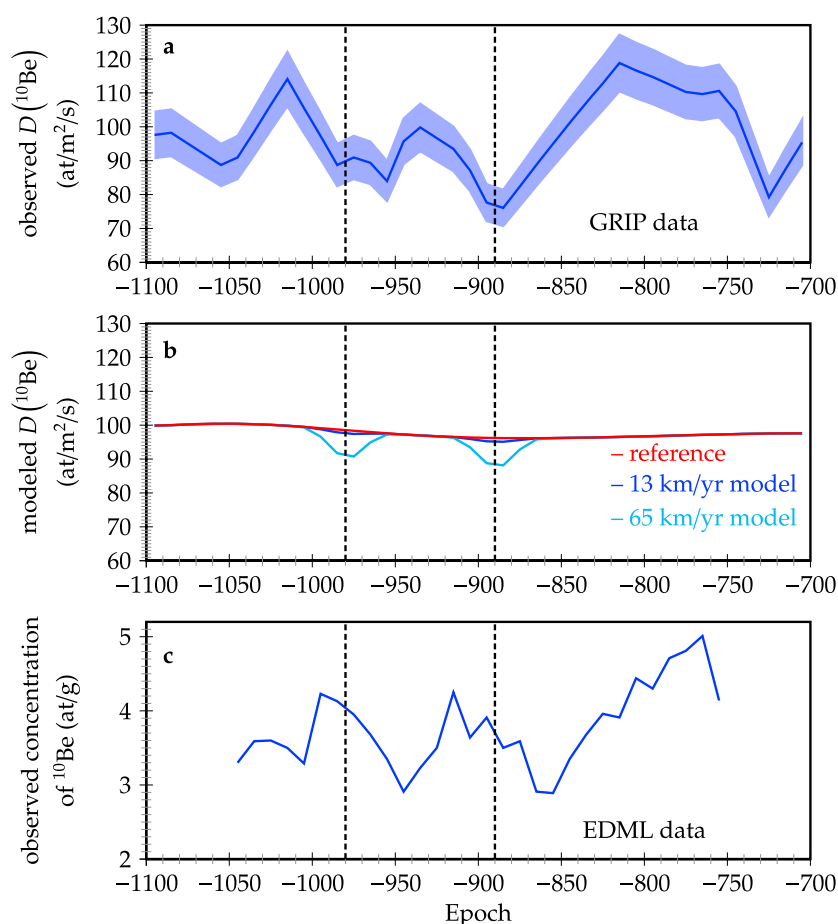 a
observed D (¹⁰Be)
(at/m²/s)
130
120
110
100
90
80
70
60
GRIP data
−1100 −1050 −1000 −950 −900 −850 −800 −750 −700
b
modeled D (¹⁰Be)
(at/m²/s)
130
120
110
100
90
80
70
60
– reference
– 13 km/yr model
– 65 km/yr model
−1100 −1050 −1000 −950 −900 −850 −800 −750 −700
c
observed concentration
of ¹⁰Be (at/g)
5
4
3
2
EDML data
−1100 −1050 −1000 −950 −900 −850 −800 −750 −700
Epoch